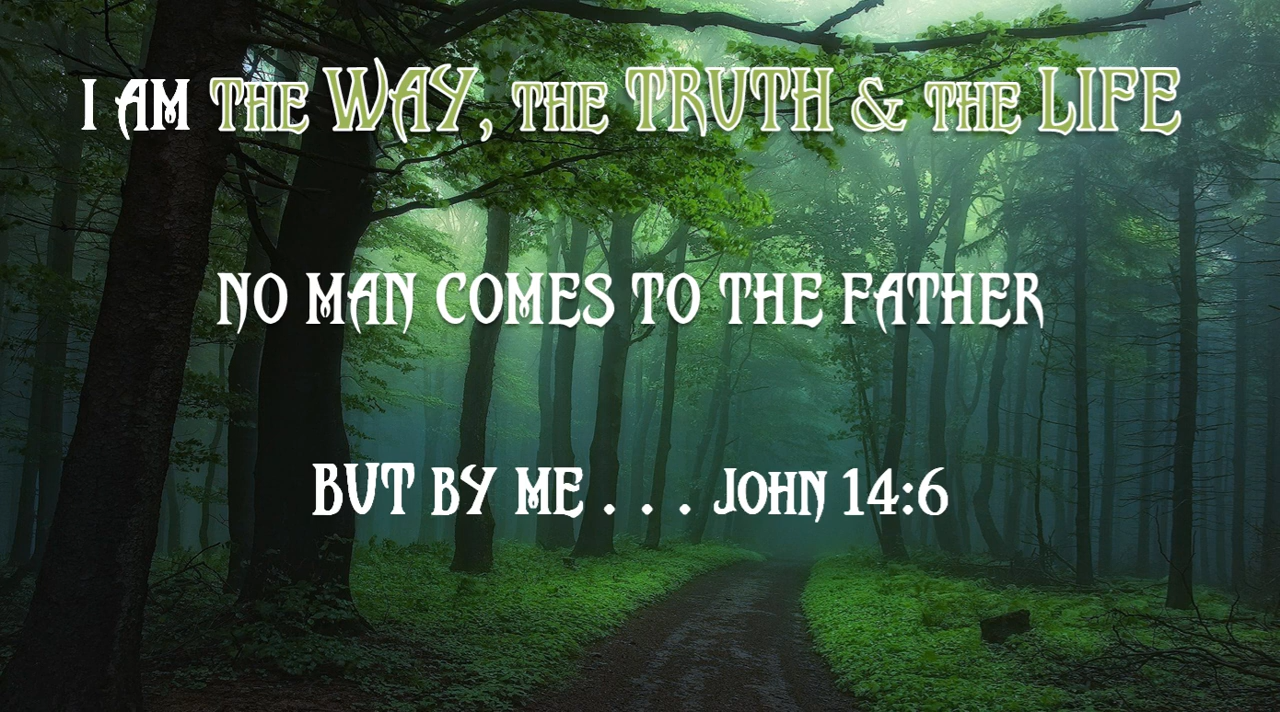 I AM THE WAY, THE TRUTH & THE LIFE
NO MAN COMES TO THE FATHER
BUT BY ME . . . JOHN 14:6